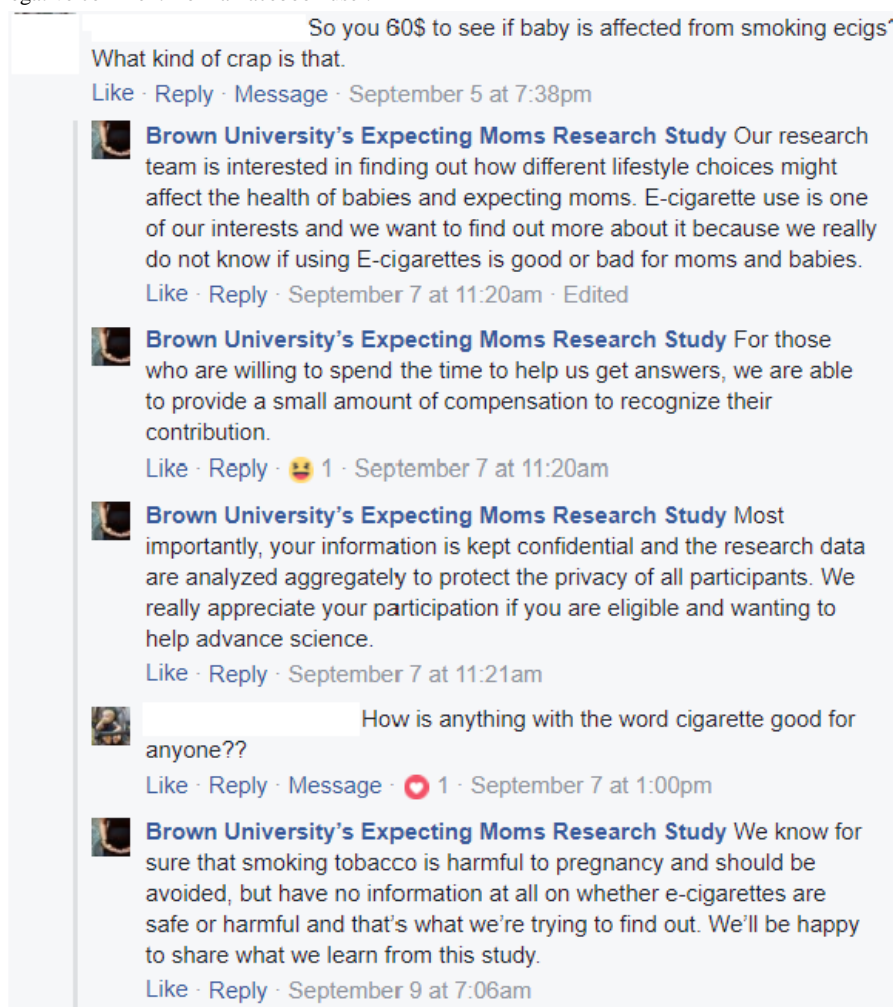 So you 60$ to see if baby is affected from smoking ecigs?
What kind of crap is that.
Like · Reply · Message · September 5 at 7:38pm
Brown University's Expecting Moms Research Study Our research
team is interested in finding out how different lifestyle choices might
affect the health of babies and expecting moms. E-cigarette use is one
of our interests and we want to find out more about it because we really
do not know if using E-cigarettes is good or bad for moms and babies.
Like · Reply · September 7 at 11:20am · Edited
Brown University's Expecting Moms Research Study For those
who are willing to spend the time to help us get answers, we are able
to provide a small amount of compensation to recognize their
contribution.
Like · Reply · 1 · September 7 at 11:20am
Brown University's Expecting Moms Research Study Most
importantly, your information is kept confidential and the research data
are analyzed aggregately to protect the privacy of all participants. We
really appreciate your participation if you are eligible and wanting to
help advance science.
Like · Reply · September 7 at 11:21am
How is anything with the word cigarette good for
anyone??
Like · Reply · Message · 1 · September 7 at 1:00pm
Brown University's Expecting Moms Research Study We know for
sure that smoking tobacco is harmful to pregnancy and should be
avoided, but have no information at all on whether e-cigarettes are
safe or harmful and that's what we're trying to find out. We'll be happy
to share what we learn from this study.
Like · Reply · September 9 at 7:06am